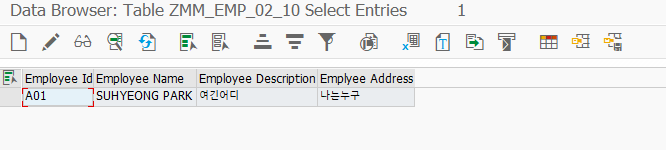 Data Browser: Table ZMM_EMP_02_10 Select Entries 1
Employee Id Employee Name Employee Description Emplyee Address
A01 SUHYEONG PARK 여긴어디 나는누구